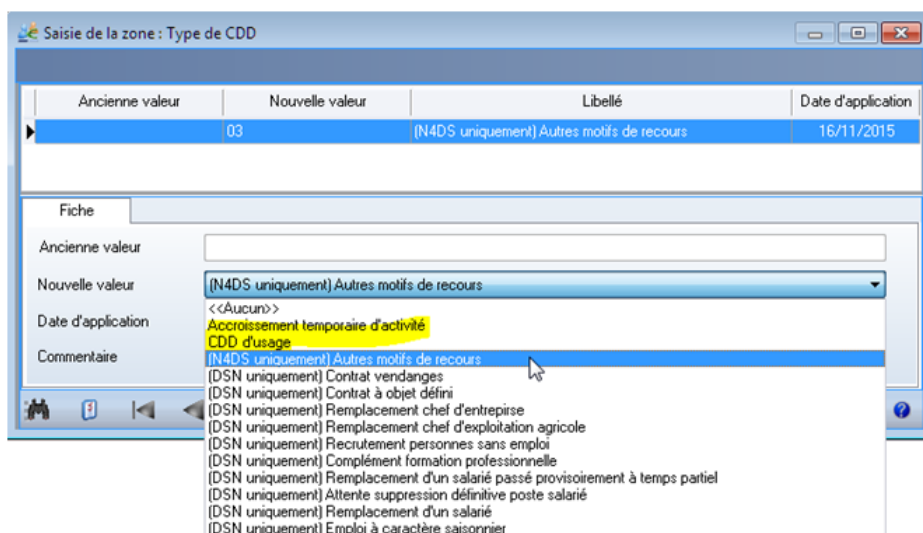 Saisie de la zone : Type de CDD
Ancienne valeur Nouvelle valeur Libellé Date d'application
03 (N4DS uniquement) Autres motifs de recours 16/11/2015
Fiche
Ancienne valeur
Nouvelle valeur (N4DS uniquement) Autres motifs de recours
Date d'application
Commentaire
<<Aucun>>
Accroissement temporaire d'activité
CDD d'usage
(N4DS uniquement) Autres motifs de recours
(DSN uniquement) Contrat vendanges
(DSN uniquement) Contrat à objet défini
(DSN uniquement) Remplacement chef d'entrepirse
(DSN uniquement) Remplacement chef d'exploitation agricole
(DSN uniquement) Recrutement personnes sans emploi
(DSN uniquement) Complément formation professionnelle
(DSN uniquement) Remplacement d'un salarié passé provisoirement à temps partiel
(DSN uniquement) Attente suppression définitive poste salarié
(DSN uniquement) Remplacement d'un salarié
(DSN uniquement) Emploi à caractère saisonnier